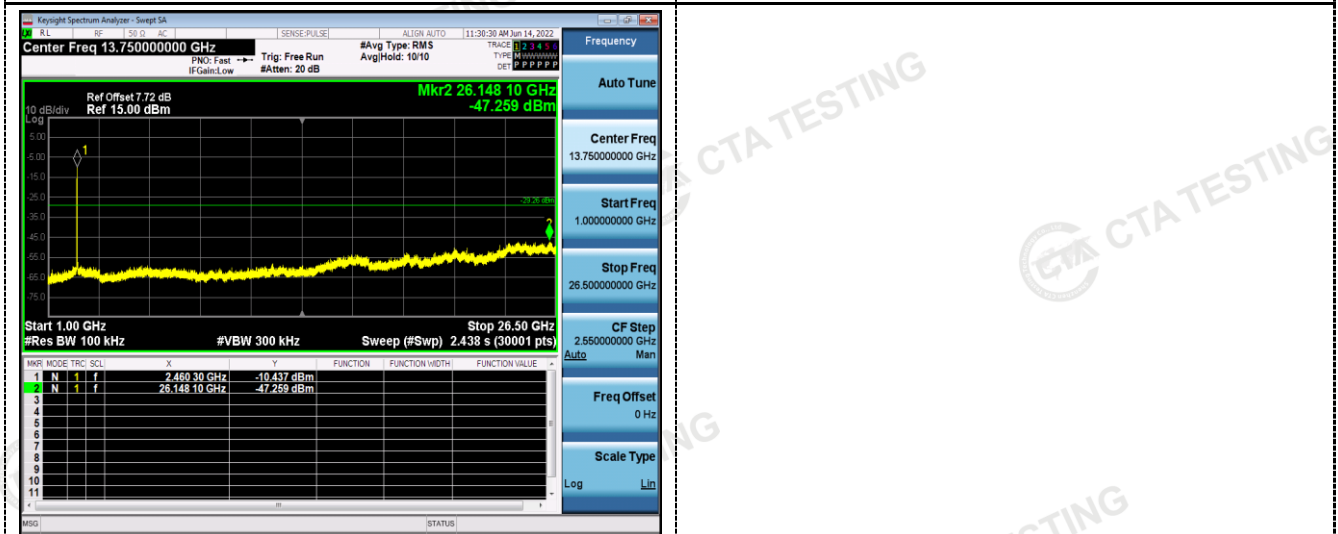 Keysight Spectrum Analyzer - Swept SA
RL RF 50 Ω AC SENSE:PULSE ALIGN AUTO 11:30:30 AM Jun 14, 2022
Center Freq 13.750000000 GHz
PNO: Fast
IFGain:Low
Trig: Free Run
#Atten: 20 dB
#Avg Type: RMS
Avg|Hold: 10/10
TRACE 1 2 3 4 5 6
TYPE M W W W W W
DET P P P P P P
Ref Offset 7.72 dB
Ref 15.00 dBm
10 dB/div
Log
Mkr2 26.148 10 GHz
-47.259 dBm
5.00
-5.00
-15.0
-25.0
-35.0
-45.0
-55.0
-65.0
-75.0
1
-29.26 dBm
2
Start 1.00 GHz
Stop 26.50 GHz
#Res BW 100 kHz
#VBW 300 kHz
Sweep (#Swp) 2.438 s (30001 pts)
MKR MODE TRC SCL X Y FUNCTION FUNCTION WIDTH FUNCTION VALUE
1 N 1 f 2.460 30 GHz -10.437 dBm
2 N 1 f 26.148 10 GHz -47.259 dBm
3
4
5
6
7
8
9
10
11
MSG
STATUS
Frequency
Auto Tune
Center Freq
13.750000000 GHz
Start Freq
1.000000000 GHz
Stop Freq
26.500000000 GHz
CF Step
2.550000000 GHz
Auto Man
Freq Offset
0 Hz
Scale Type
Log Lin
CTA TESTING
CTA TESTING